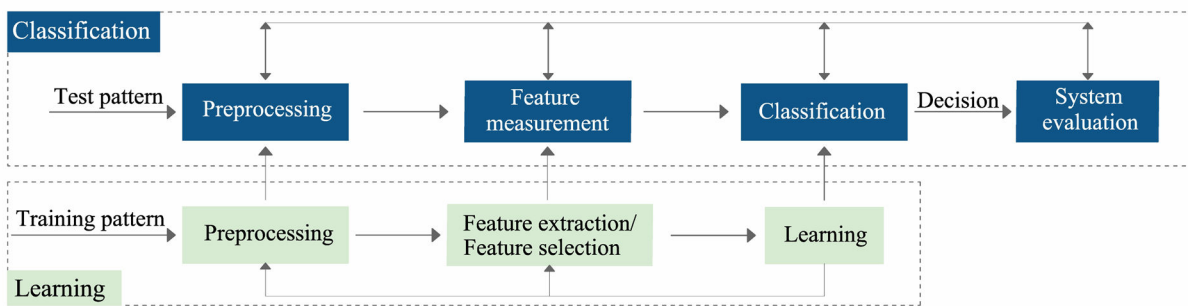 Classification
Test pattern
Preprocessing
Feature
measurement
Classification
Decision
System
evaluation
Training pattern
Preprocessing
Feature extraction/
Feature selection
Learning
Learning